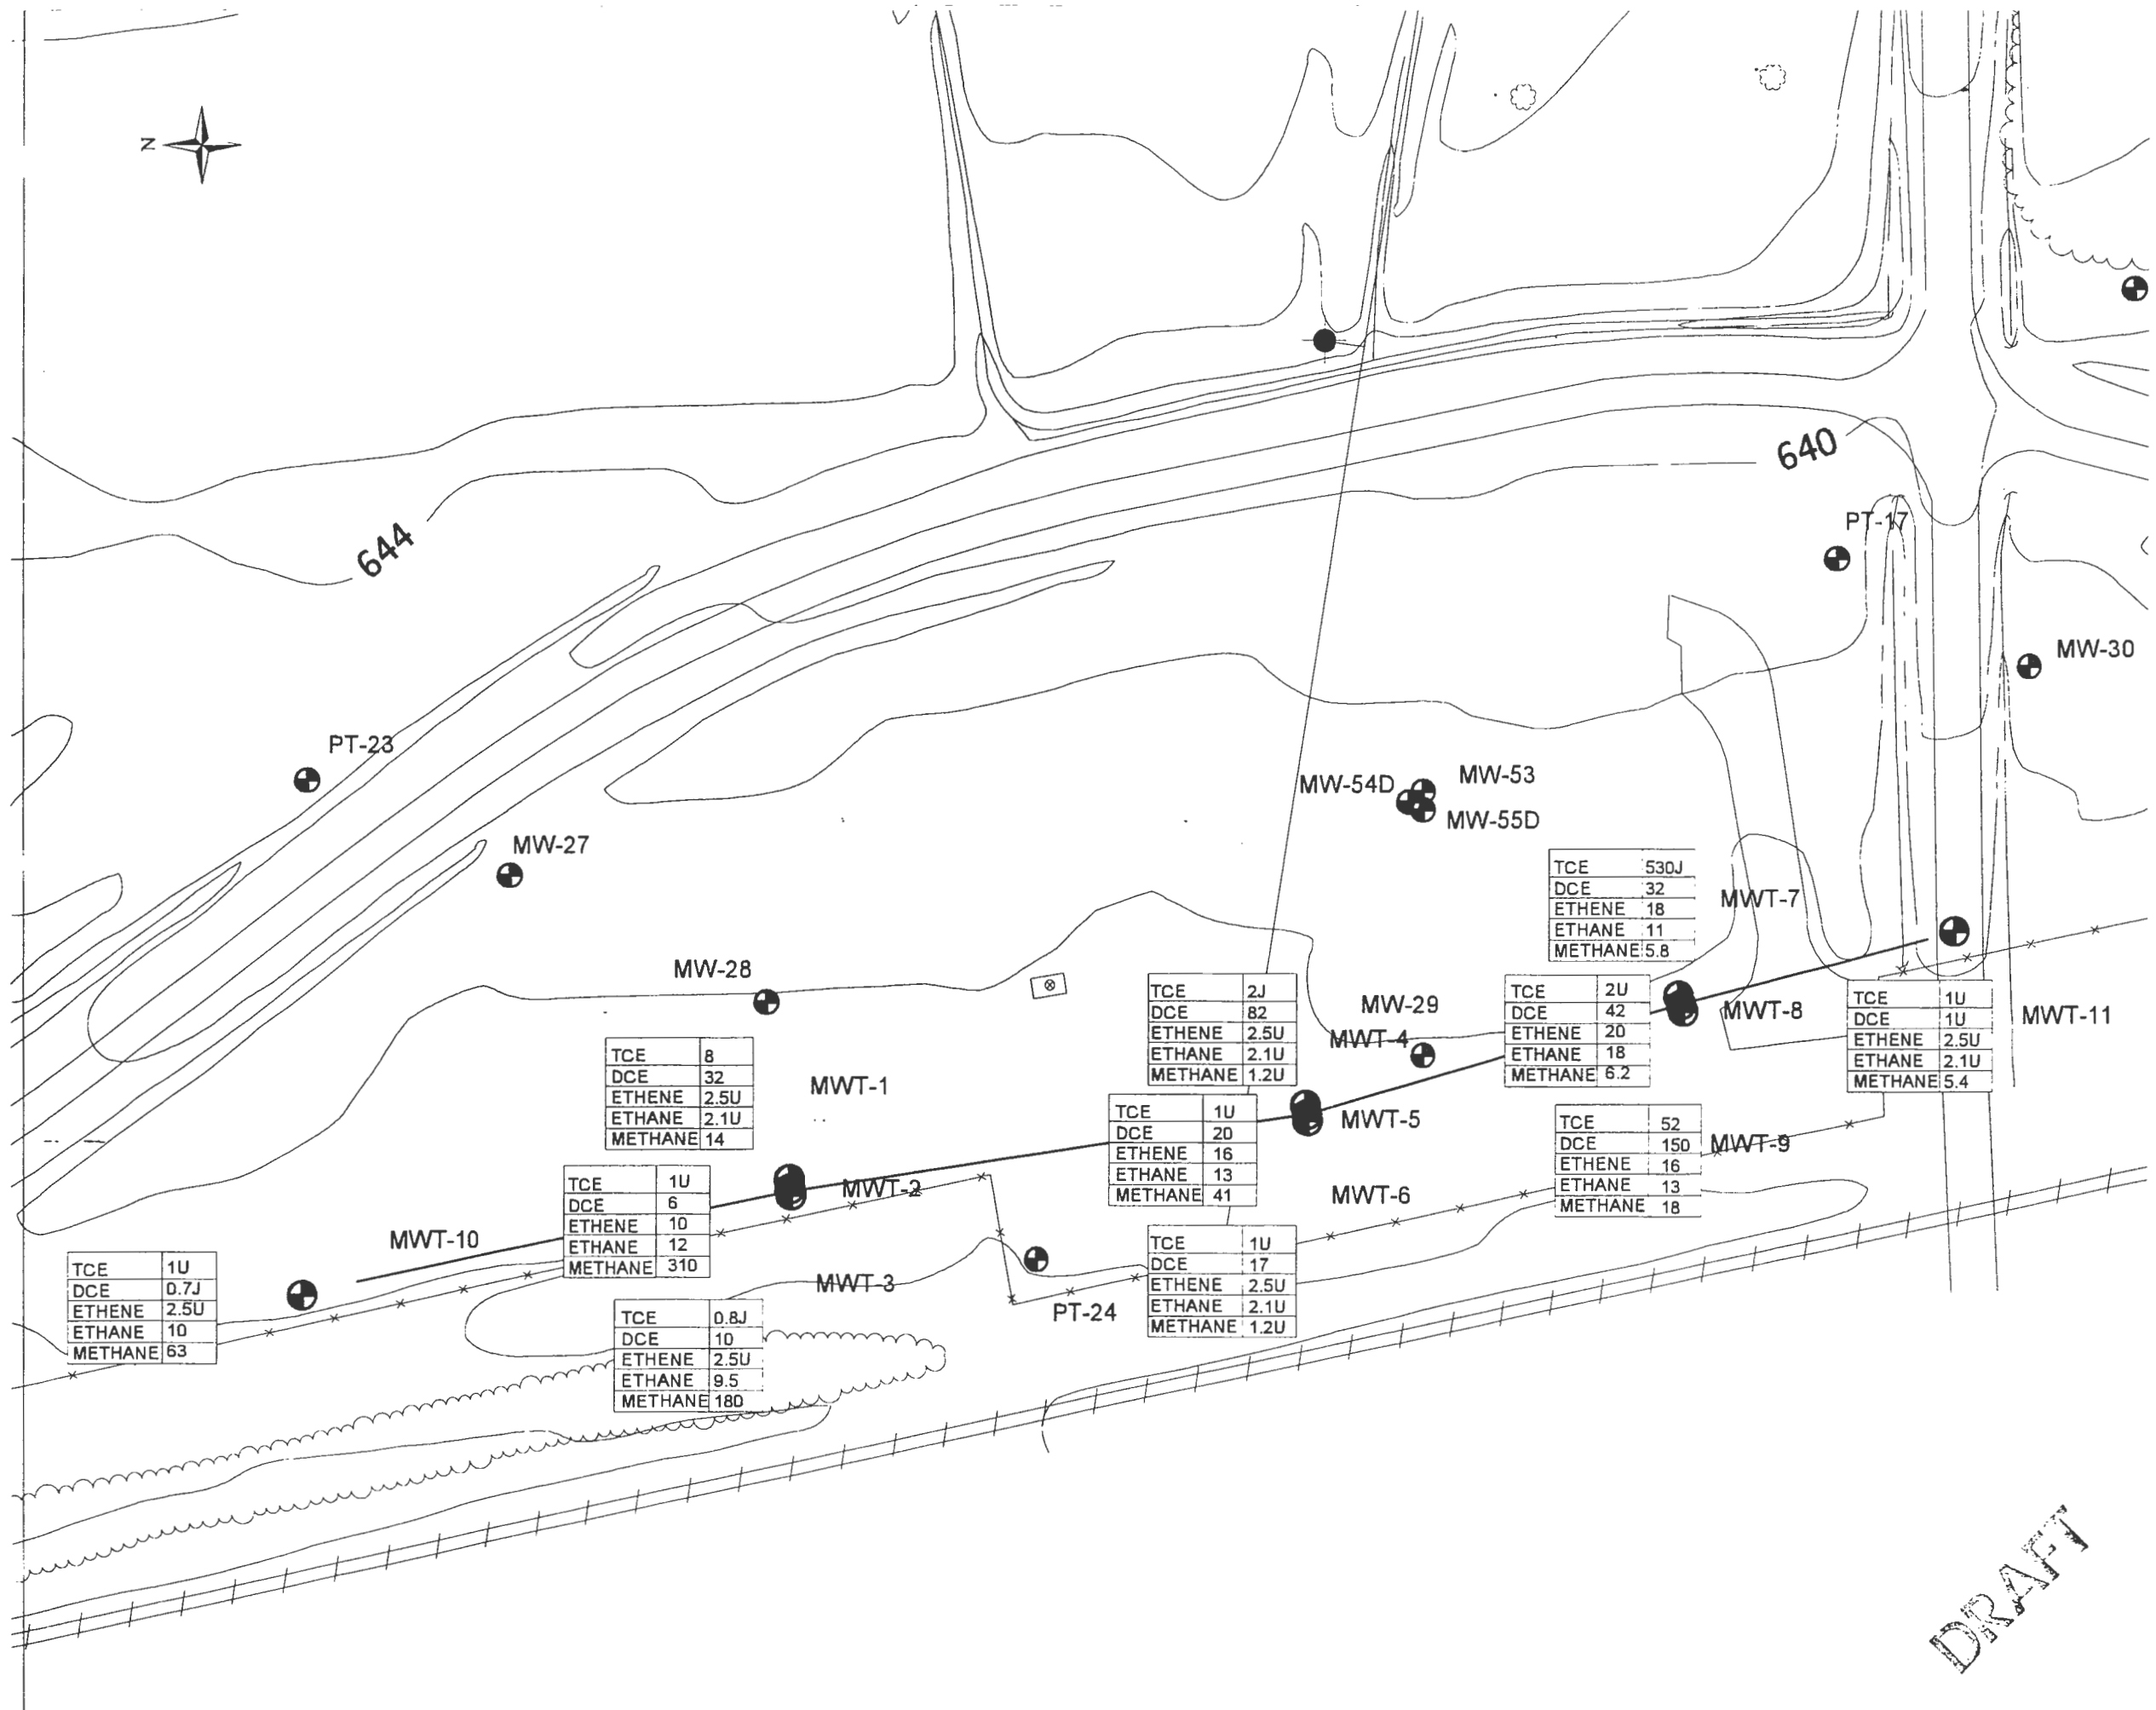 N
640
644
PT-17
MW-30
PT-23
MW-54D
MW-53
MW-55D
MW-27
TCE 530J
DCE 32
ETHENE 18
ETHANE 11
METHANE 5.8
MWT-7
MW-28
TCE 2J
DCE 82
ETHENE 2.5U
ETHANE 2.1U
METHANE 1.2U
MW-29
MWT-4
TCE 2U
DCE 42
ETHENE 20
ETHANE 18
METHANE 6.2
MWT-8
TCE 1U
DCE 1U
ETHENE 2.5U
ETHANE 2.1U
METHANE 5.4
MWT-11
TCE 8
DCE 32
ETHENE 2.5U
ETHANE 2.1U
METHANE 14
MWT-1
TCE 1U
DCE 20
ETHENE 16
ETHANE 13
METHANE 41
MWT-5
TCE 52
DCE 150
ETHENE 16
ETHANE 13
METHANE 18
MWT-9
TCE 1U
DCE 6
ETHENE 10
ETHANE 12
METHANE 310
MWT-2
MWT-6
MWT-10
TCE 1U
DCE 0.7J
ETHENE 2.5U
ETHANE 10
METHANE 63
MWT-3
TCE 1U
DCE 17
ETHENE 2.5U
ETHANE 2.1U
METHANE 1.2U
PT-24
TCE 0.8J
DCE 10
ETHENE 2.5U
ETHANE 9.5
METHANE 180
DRAFT